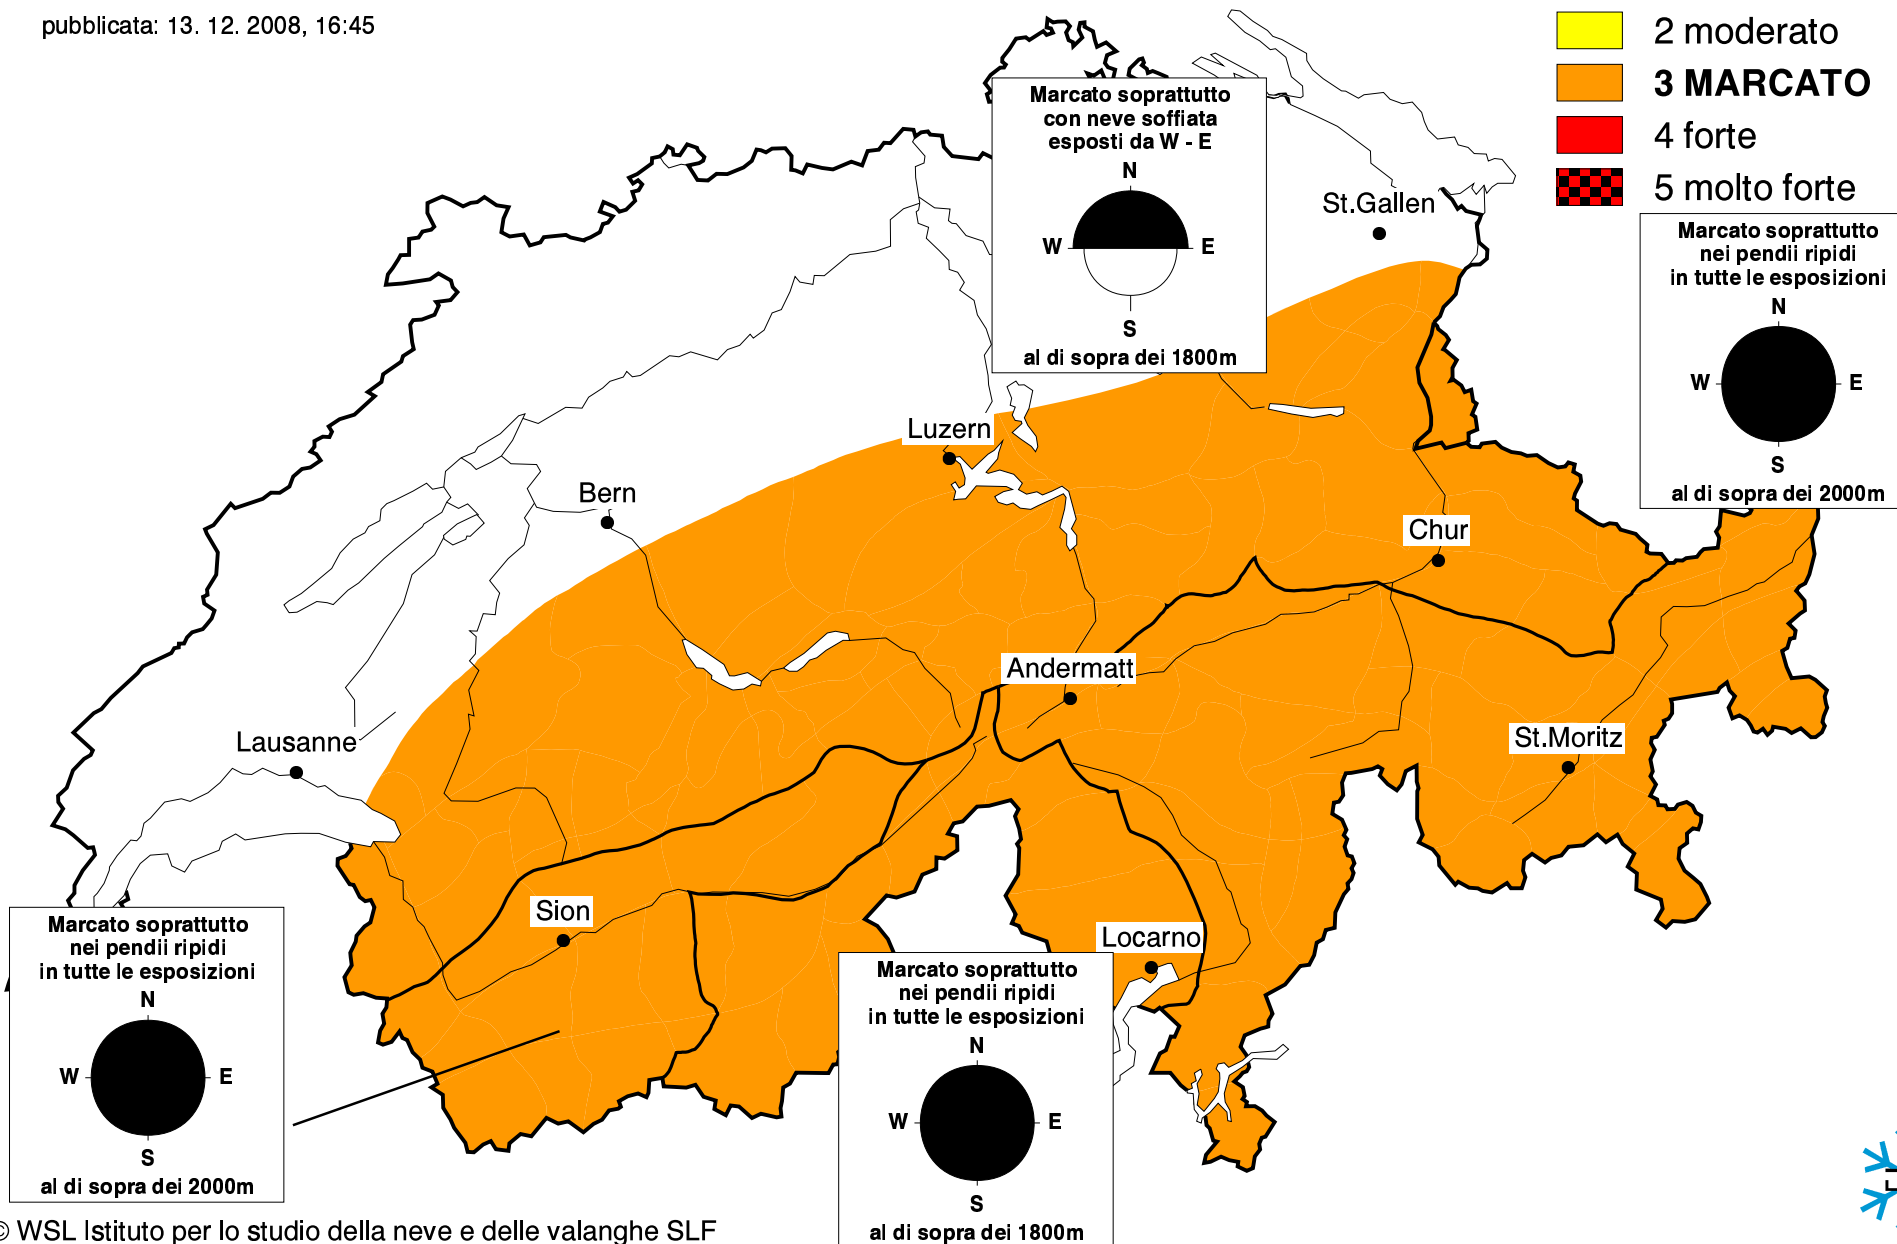 pubblicata: 13. 12. 2008, 16:45
2 moderato
3 MARCATO
4 forte
5 molto forte
Marcato soprattutto
con neve soffiata
esposti da W - E
N
W E
S
al di sopra dei 1800m
St.Gallen
Marcato soprattutto
nei pendii ripidi
in tutte le esposizioni
N
W E
S
al di sopra dei 2000m
Luzern
Bern
Chur
Andermatt
Lausanne
St.Moritz
Sion
Locarno
Marcato soprattutto
nei pendii ripidi
in tutte le esposizioni
N
W E
S
al di sopra dei 2000m
Marcato soprattutto
nei pendii ripidi
in tutte le esposizioni
N
W E
S
al di sopra dei 1800m
© WSL Istituto per lo studio della neve e delle valanghe SLF